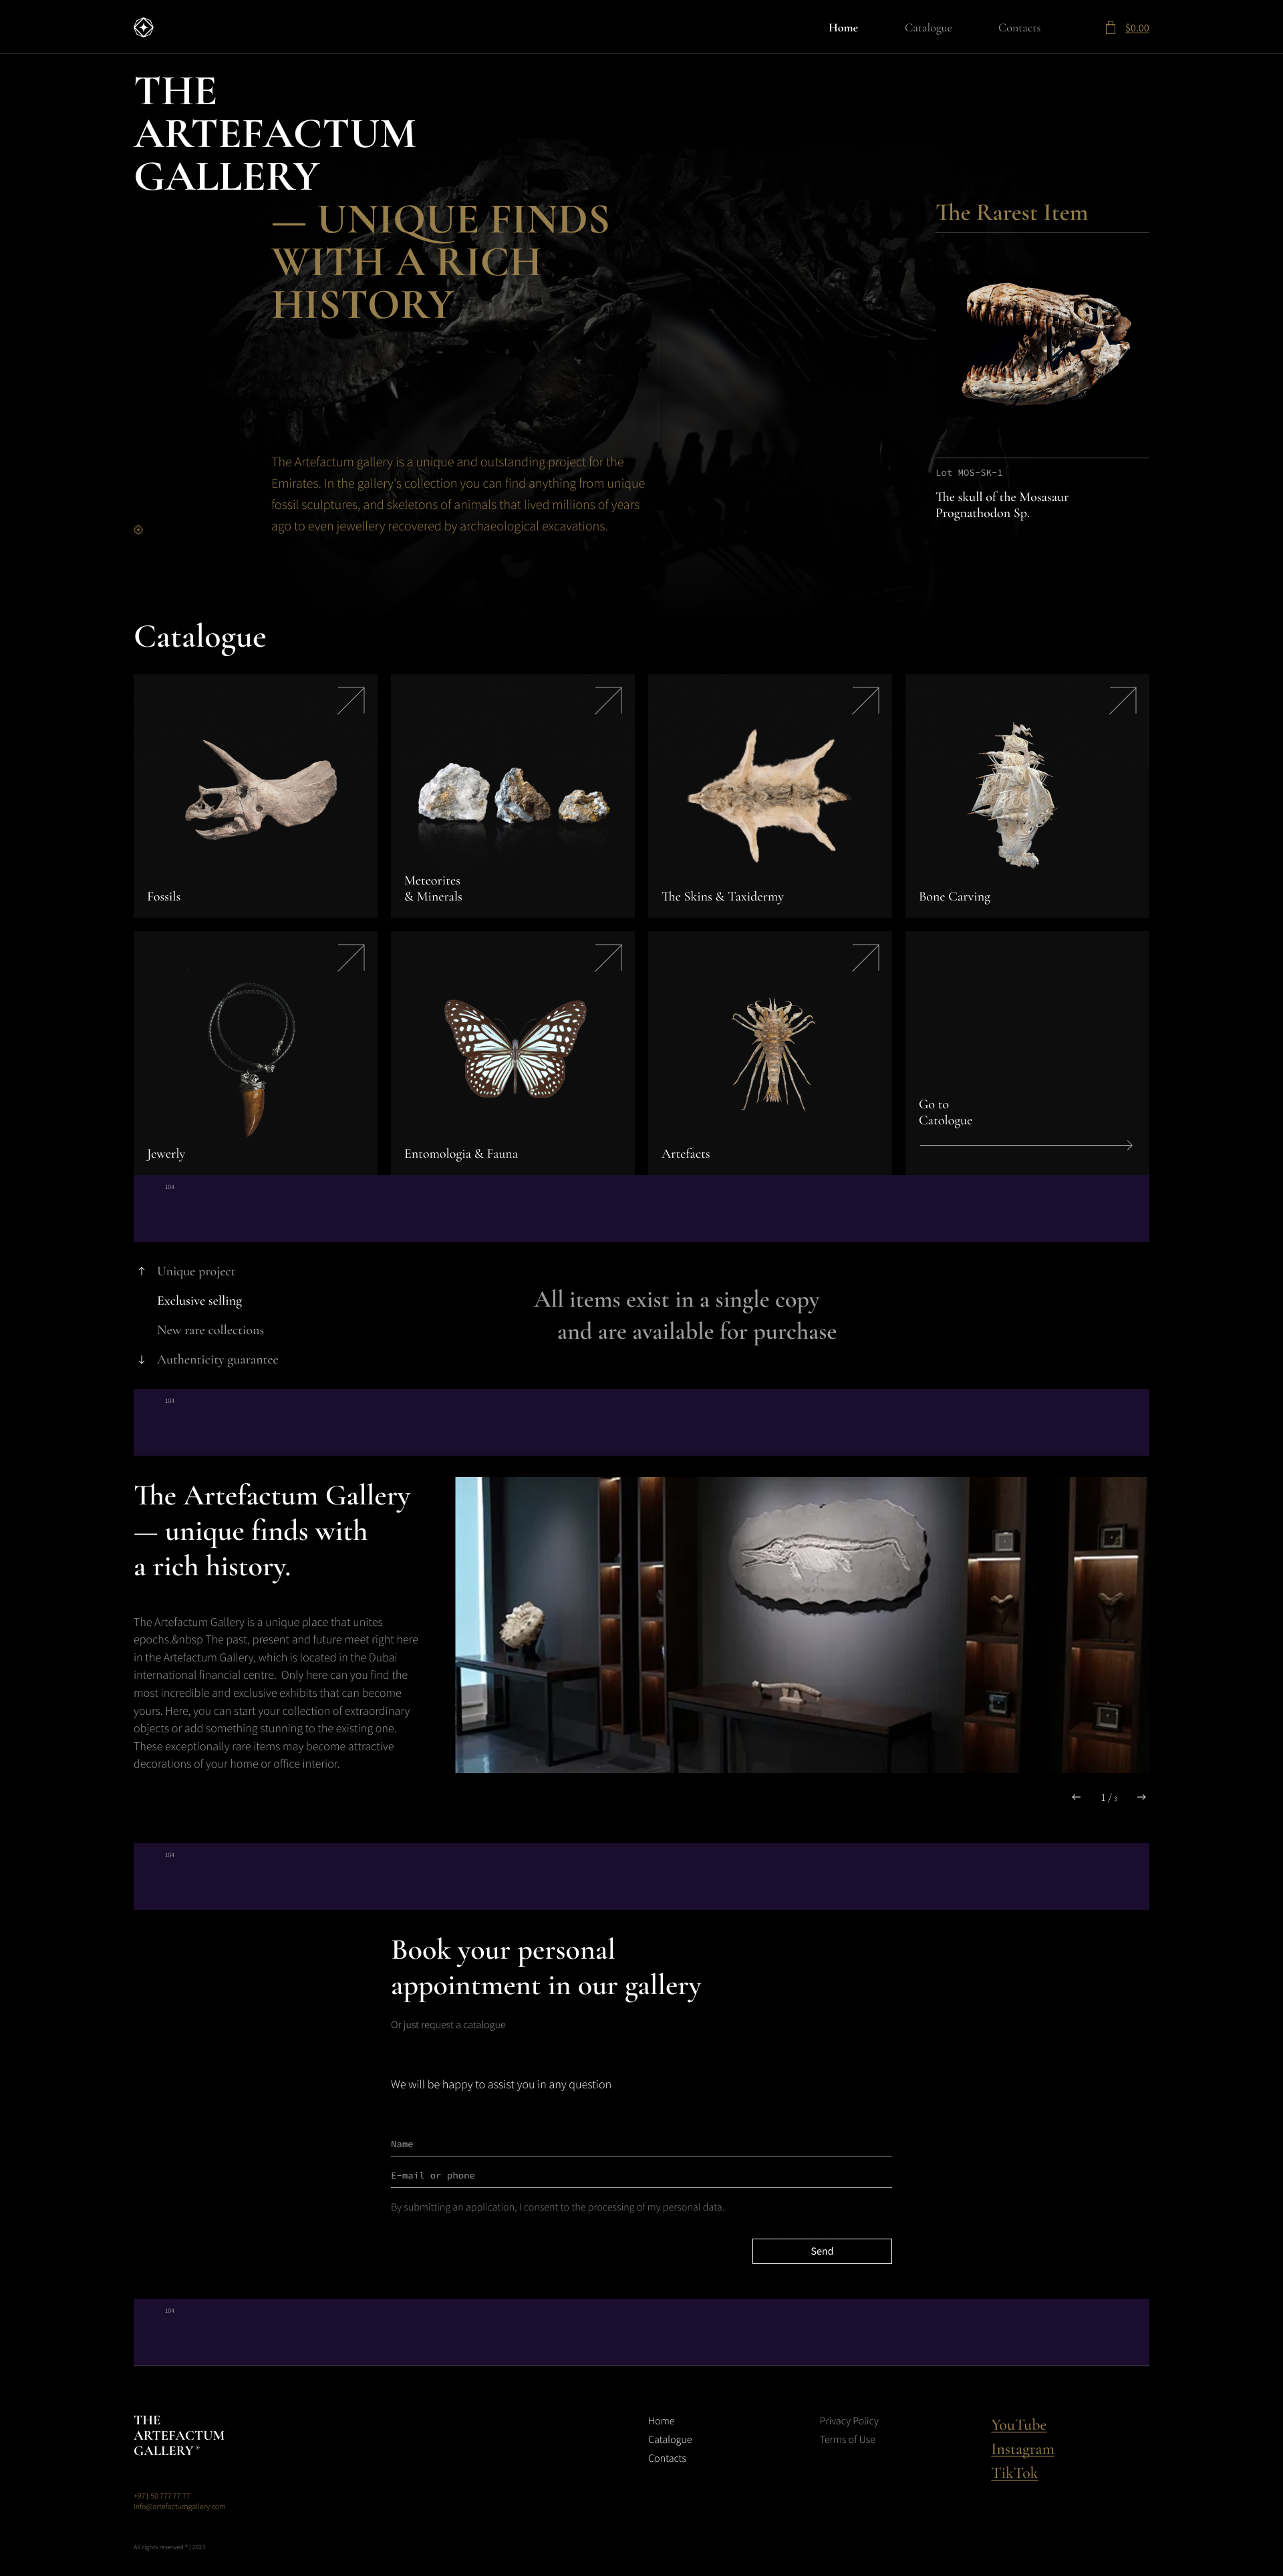 Home
Catalogue
Contacts
$0.00
THE
ARTEFACTUM
GALLERY
— UNIQUE FINDS
WITH A RICH
HISTORY
The Artefactum gallery is a unique and outstanding project for the
Emirates. In the gallery's collection you can find anything from unique
fossil sculptures, and skeletons of animals that lived millions of years
ago to even jewellery recovered by archaeological excavations.
The Rarest Item
Lot MOS-SK-1
The skull of the Mosasaur
Prognathodon Sp.
Catalogue
Fossils
Meteorites
& Minerals
The Skins & Taxidermy
Bone Carving
Jewerly
Entomologia & Fauna
Artefacts
Go to
Catologue
104
Unique project
Exclusive selling
New rare collections
Authenticity guarantee
All items exist in a single copy
and are available for purchase
104
The Artefactum Gallery
— unique finds with
a rich history.
The Artefactum Gallery is a unique place that unites
epochs.&nbsp The past, present and future meet right here
in the Artefactum Gallery, which is located in the Dubai
international financial centre.  Only here can you find the
most incredible and exclusive exhibits that can become
yours. Here, you can start your collection of extraordinary
objects or add something stunning to the existing one.
These exceptionally rare items may become attractive
decorations of your home or office interior.
1 / 3
104
Book your personal
appointment in our gallery
Or just request a catalogue
We will be happy to assist you in any question
Name
E-mail or phone
By submitting an application, I consent to the processing of my personal data.
Send
104
THE
ARTEFACTUM
GALLERY ®
+971 50 777 77 77
info@artefactumgallery.com
All rights reserved ® | 2023
Home
Catalogue
Contacts
Privacy Policy
Terms of Use
YouTube
Instagram
TikTok